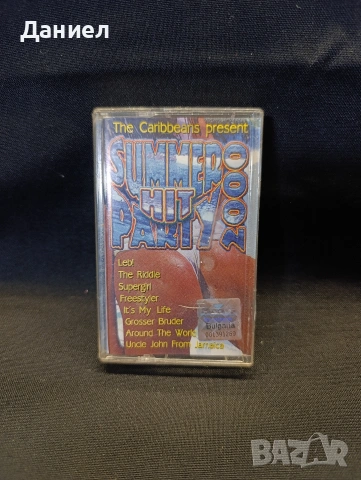 Даниел
The Caribbeans present
SUMMER
HIT
PARTY
2000
Leb!
The Riddle
Supergirl
Freestyler
It's My Life
Grosser Bruder
Around The World
Uncle John From Jamaica
Bulgaria
BAZAR